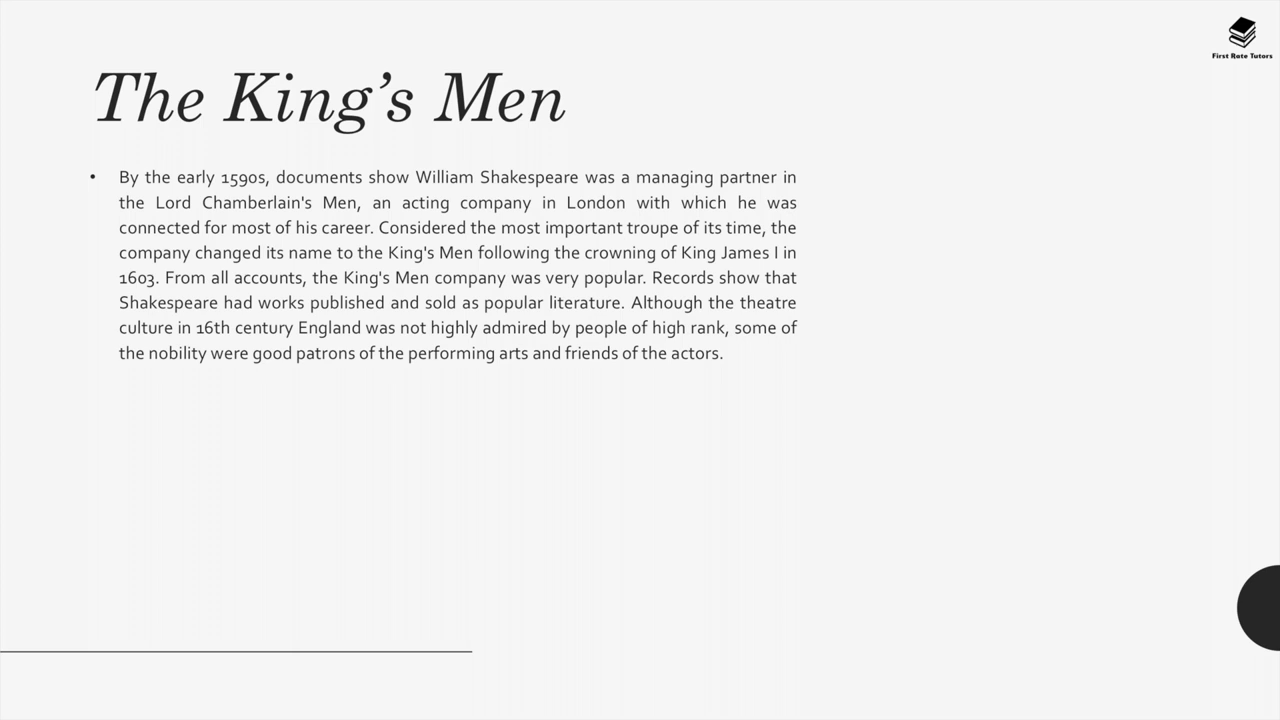 First Rate Tutors
The King’s Men
• By the early 1590s, documents show William Shakespeare was a managing partner in
the Lord Chamberlain's Men, an acting company in London with which he was
connected for most of his career. Considered the most important troupe of its time, the
company changed its name to the King's Men following the crowning of King James I in
1603. From all accounts, the King's Men company was very popular. Records show that
Shakespeare had works published and sold as popular literature. Although the theatre
culture in 16th century England was not highly admired by people of high rank, some of
the nobility were good patrons of the performing arts and friends of the actors.